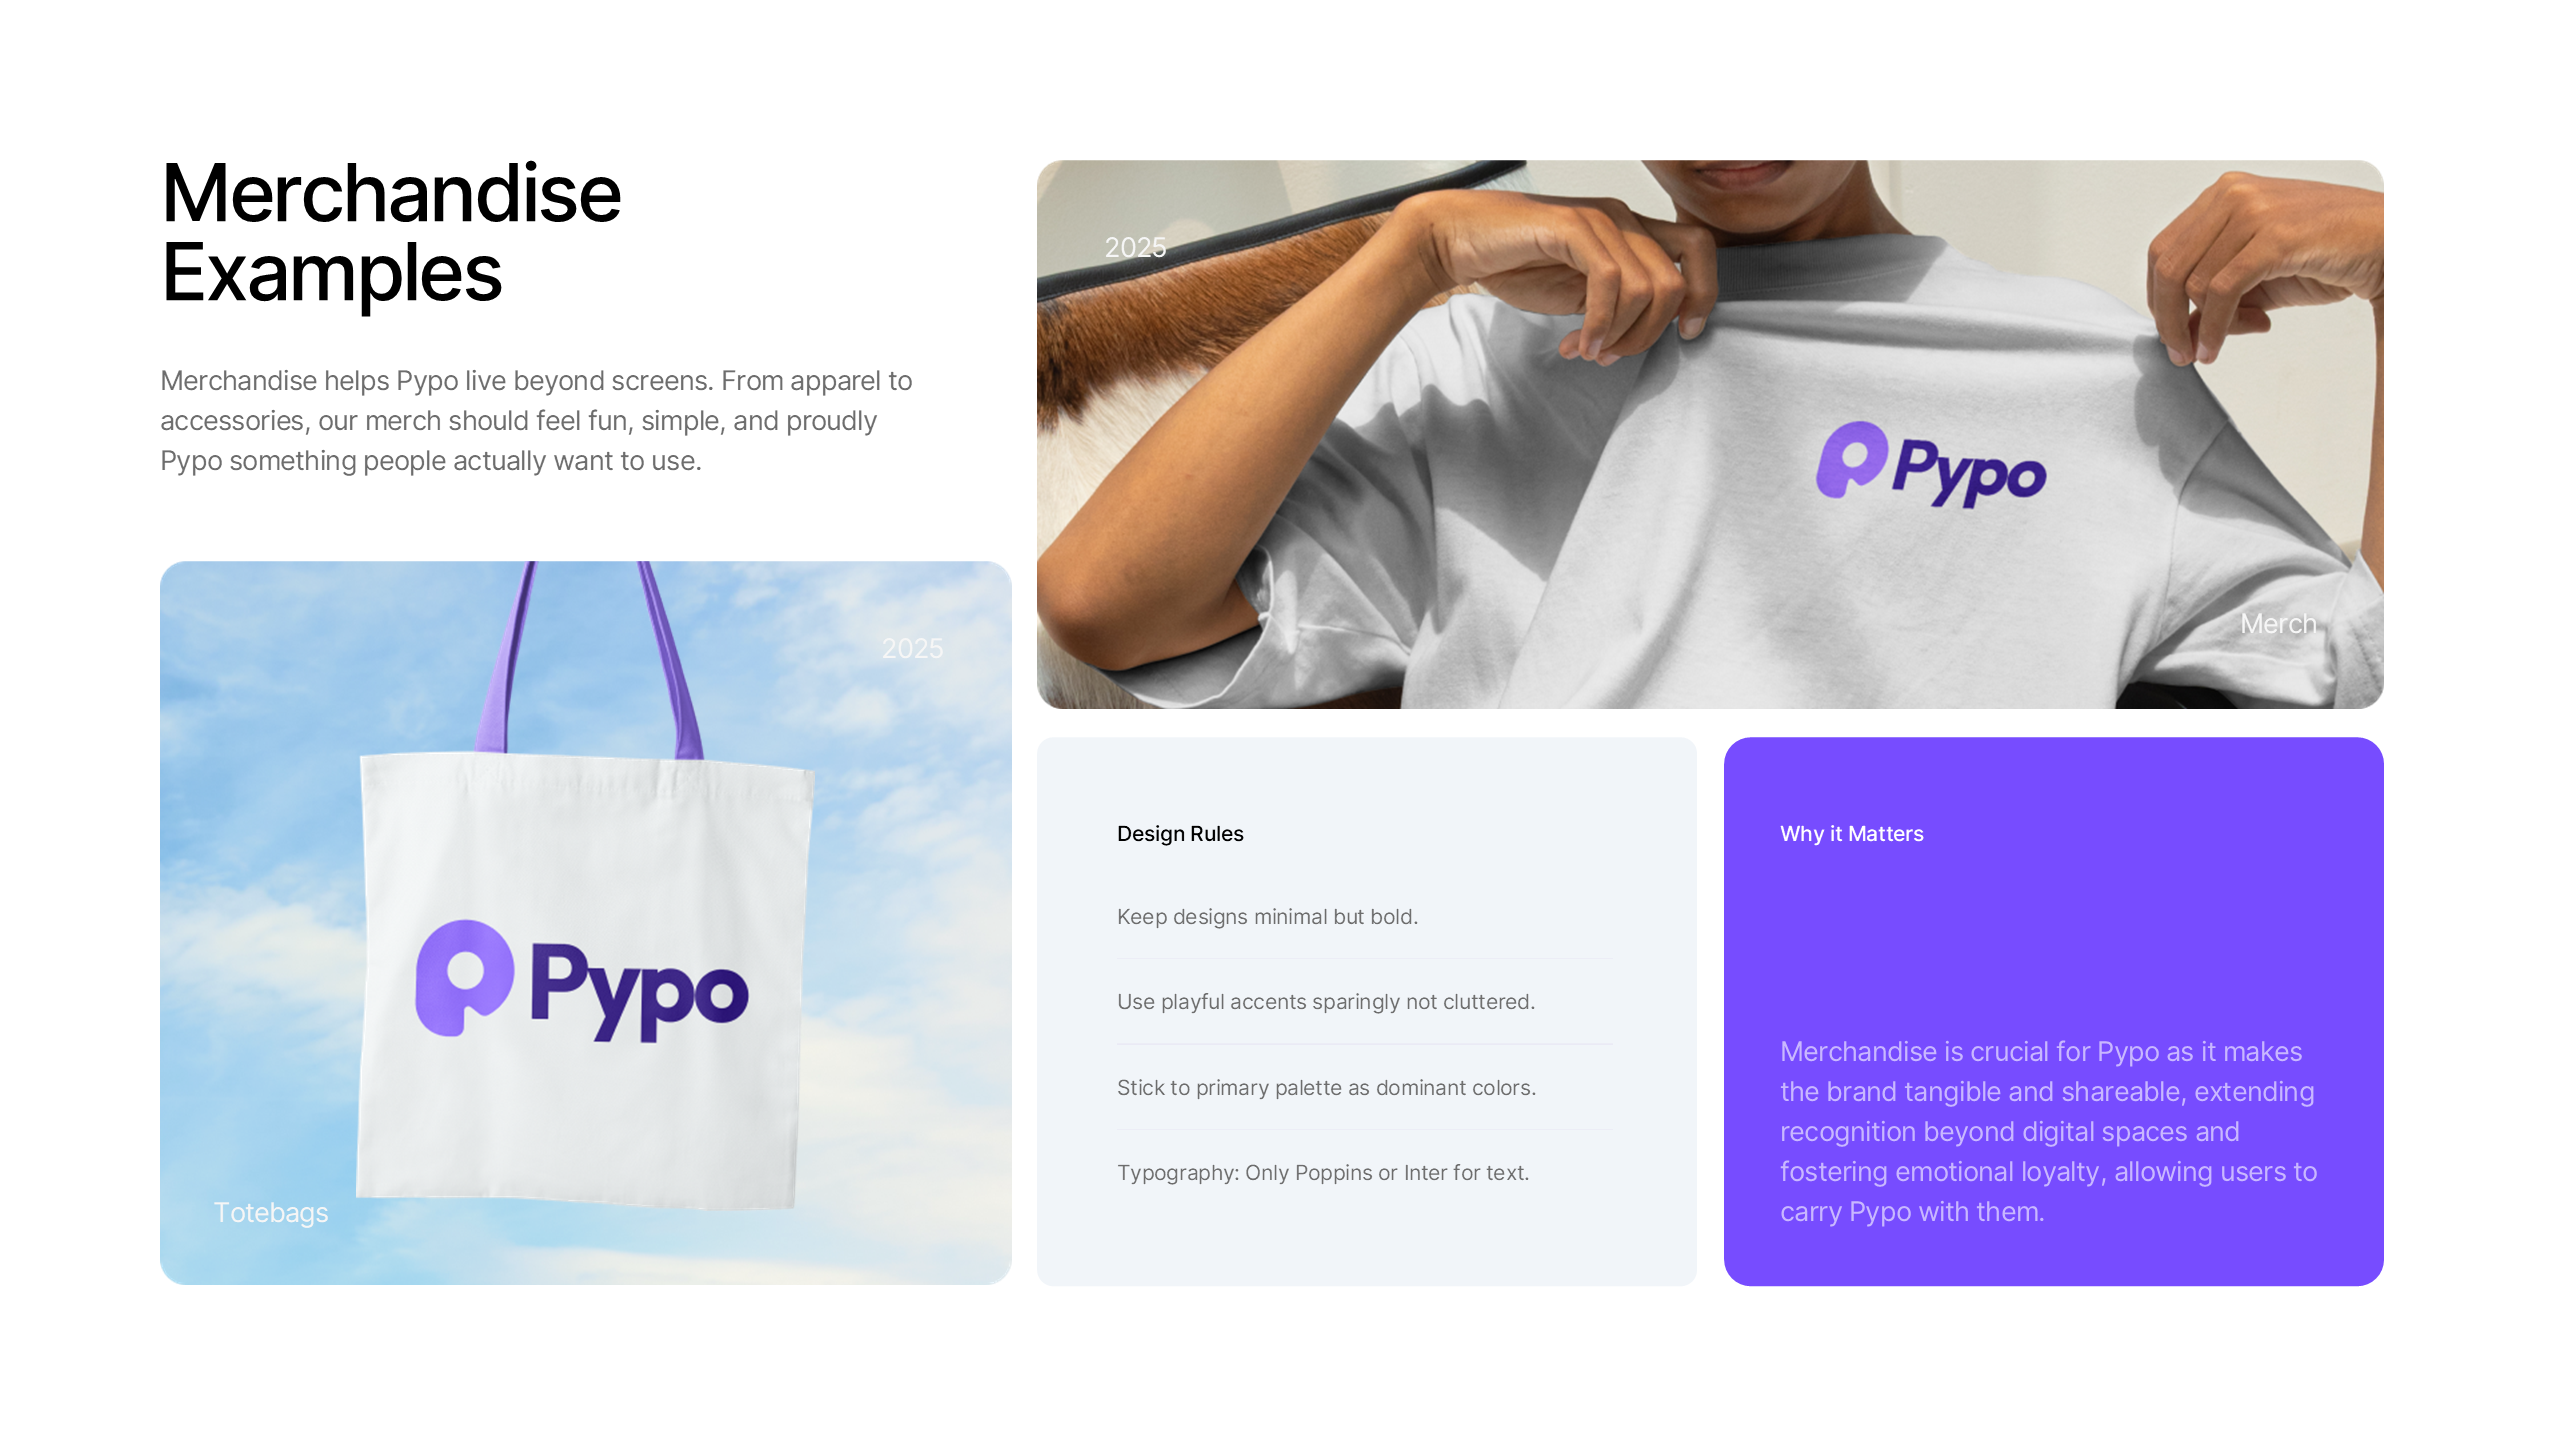 Merchandise
Examples
Merchandise helps Pypo live beyond screens. From apparel to
accessories, our merch should feel fun, simple, and proudly
Pypo something people actually want to use.
2025
Pypo
Totebags
2025
Pypo
Merch
Design Rules
Keep designs minimal but bold.
Use playful accents sparingly not cluttered.
Stick to primary palette as dominant colors.
Typography: Only Poppins or Inter for text.
Why it Matters
Merchandise is crucial for Pypo as it makes
the brand tangible and shareable, extending
recognition beyond digital spaces and
fostering emotional loyalty, allowing users to
carry Pypo with them.